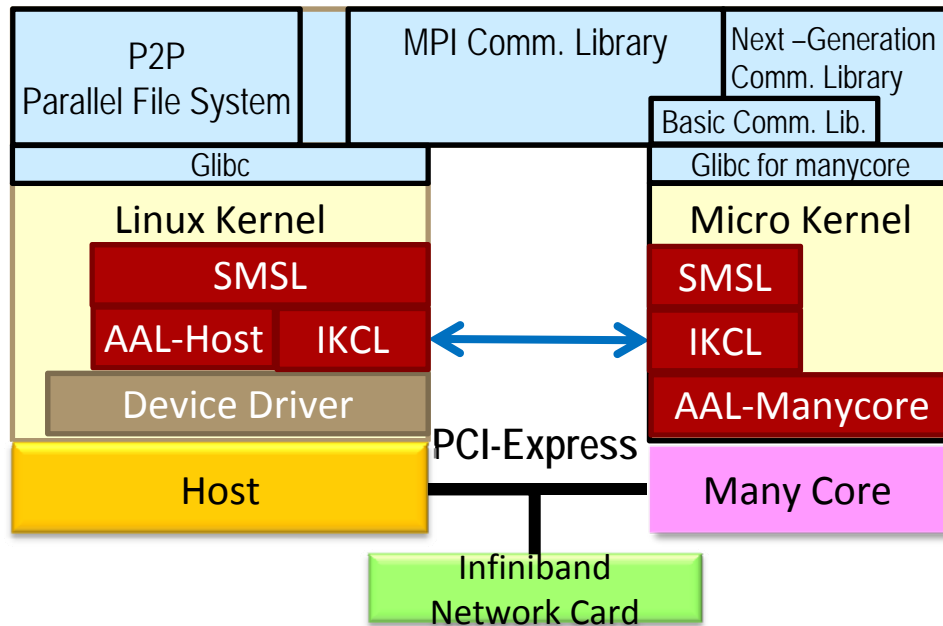 P2P
Parallel File System
MPI Comm. Library
Next –Generation
Comm. Library
Basic Comm. Lib.
Glibc
Glibc for manycore
Linux Kernel
Micro Kernel
SMSL
SMSL
AAL-Host
IKCL
IKCL
Device Driver
AAL-Manycore
PCI-Express
Host
Many Core
Infiniband
Network Card